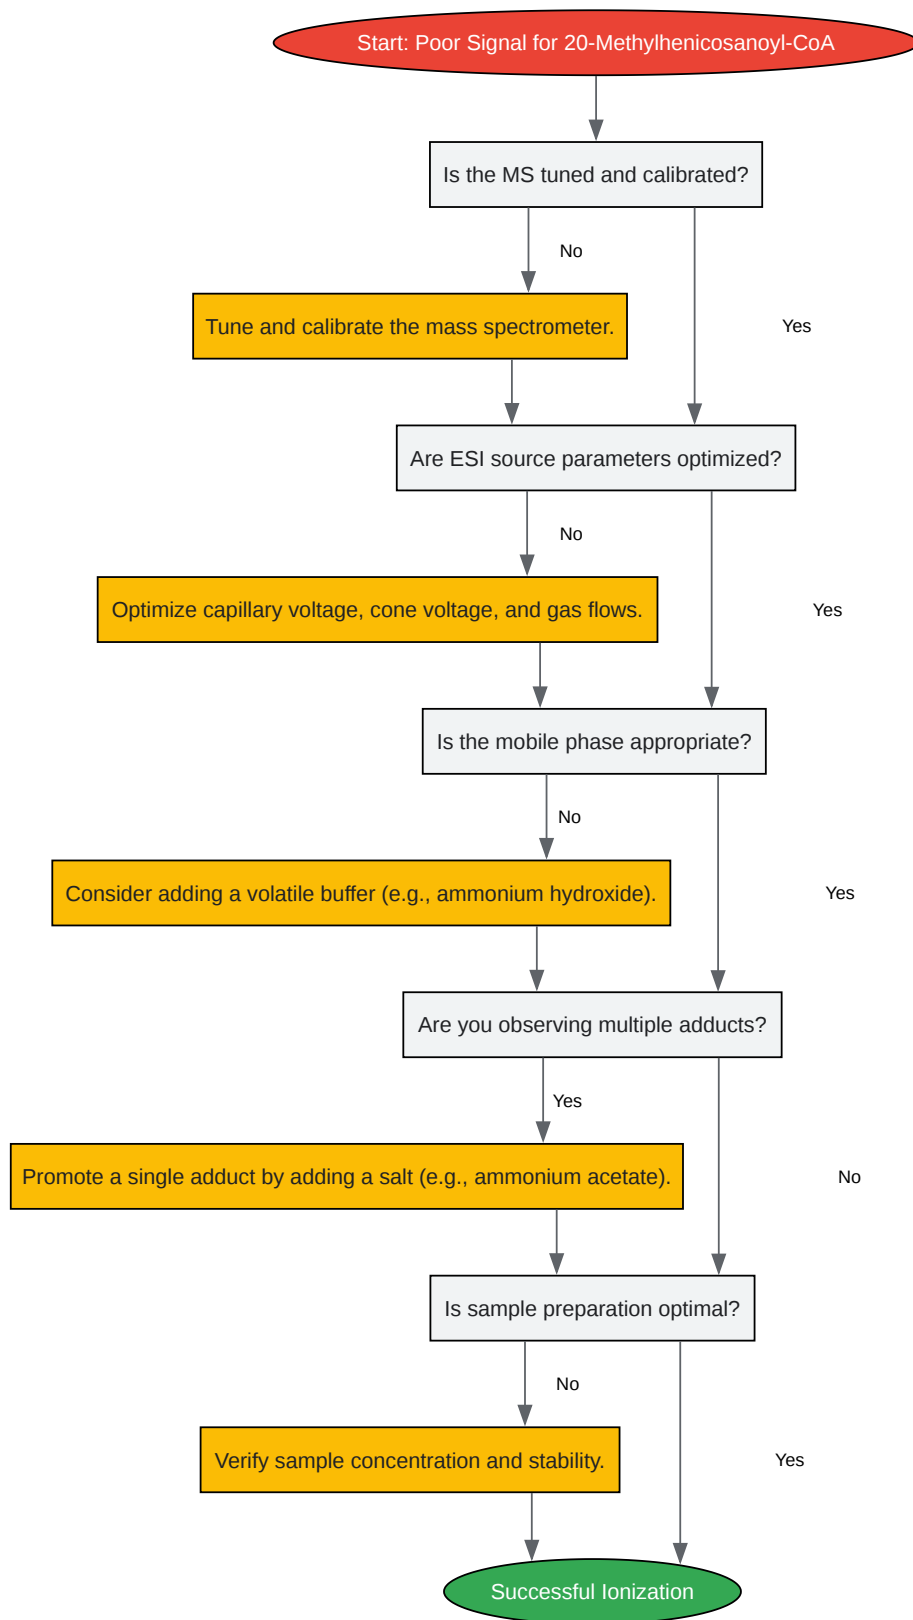 Start: Poor Signal for 20-Methylhenicosanoyl-CoA
Is the MS tuned and calibrated?
No
Tune and calibrate the mass spectrometer.
Yes
Are ESI source parameters optimized?
No
Optimize capillary voltage, cone voltage, and gas flows.
Yes
Is the mobile phase appropriate?
No
Consider adding a volatile buffer (e.g., ammonium hydroxide).
Yes
Are you observing multiple adducts?
Yes
Promote a single adduct by adding a salt (e.g., ammonium acetate).
No
Is sample preparation optimal?
No
Verify sample concentration and stability.
Yes
Successful Ionization